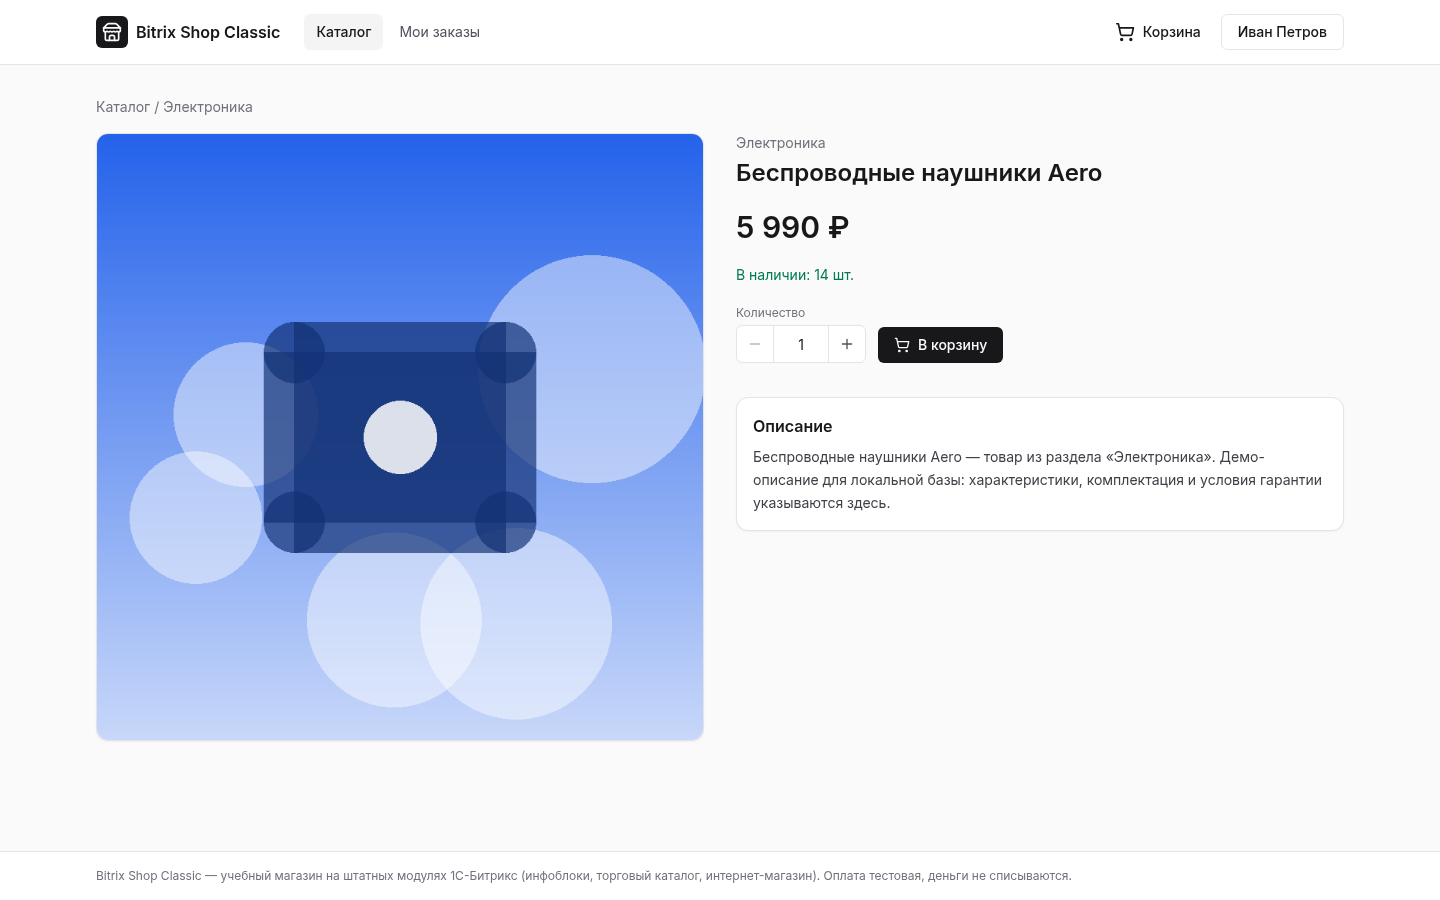 Bitrix Shop Classic
Каталог
Мои заказы
Корзина
Иван Петров
Каталог / Электроника
Электроника
Беспроводные наушники Aero
5 990 ₽
В наличии: 14 шт.
Количество
1
В корзину
Описание
Беспроводные наушники Aero — товар из раздела «Электроника». Демо-
описание для локальной базы: характеристики, комплектация и условия гарантии
указываются здесь.
Bitrix Shop Classic — учебный магазин на штатных модулях 1С-Битрикс (инфоблоки, торговый каталог, интернет-магазин). Оплата тестовая, деньги не списываются.